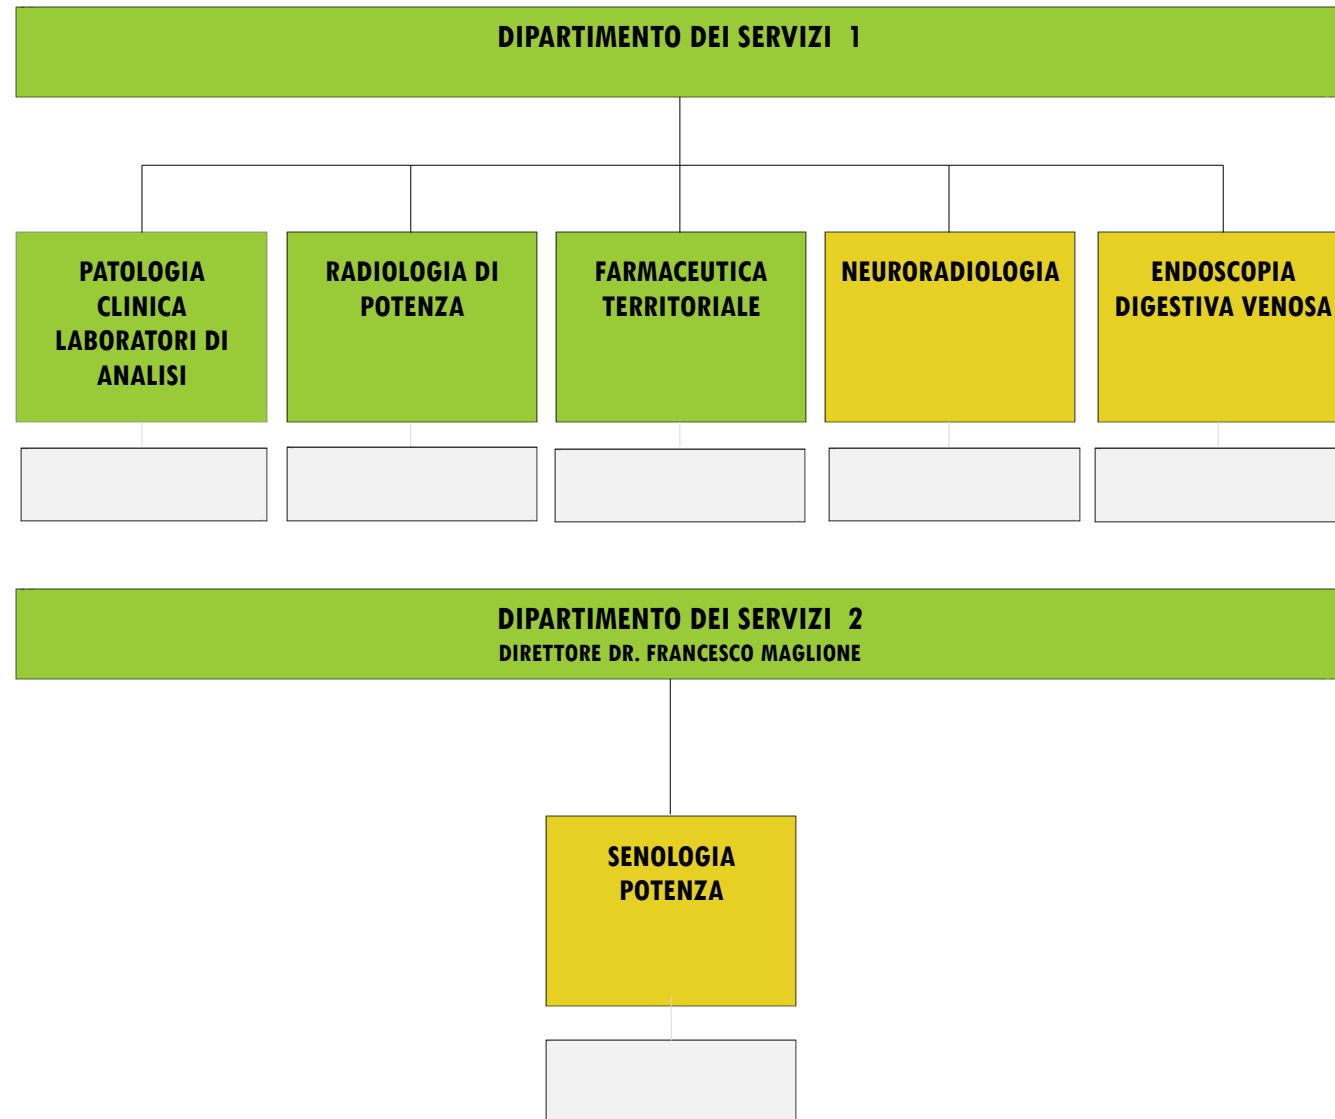 DIPARTIMENTO DEI SERVIZI 1
PATOLOGIA
CLINICA
LABORATORI DI
ANALISI
RADIOLOGIA DI
POTENZA
FARMACEUTICA
TERRITORIALE
NEURORADIOLOGIA
ENDOSCOPIA
DIGESTIVA VENOSA
DIPARTIMENTO DEI SERVIZI 2
DIRETTORE DR. FRANCESCO MAGLIONE
SENOLOGIA
POTENZA